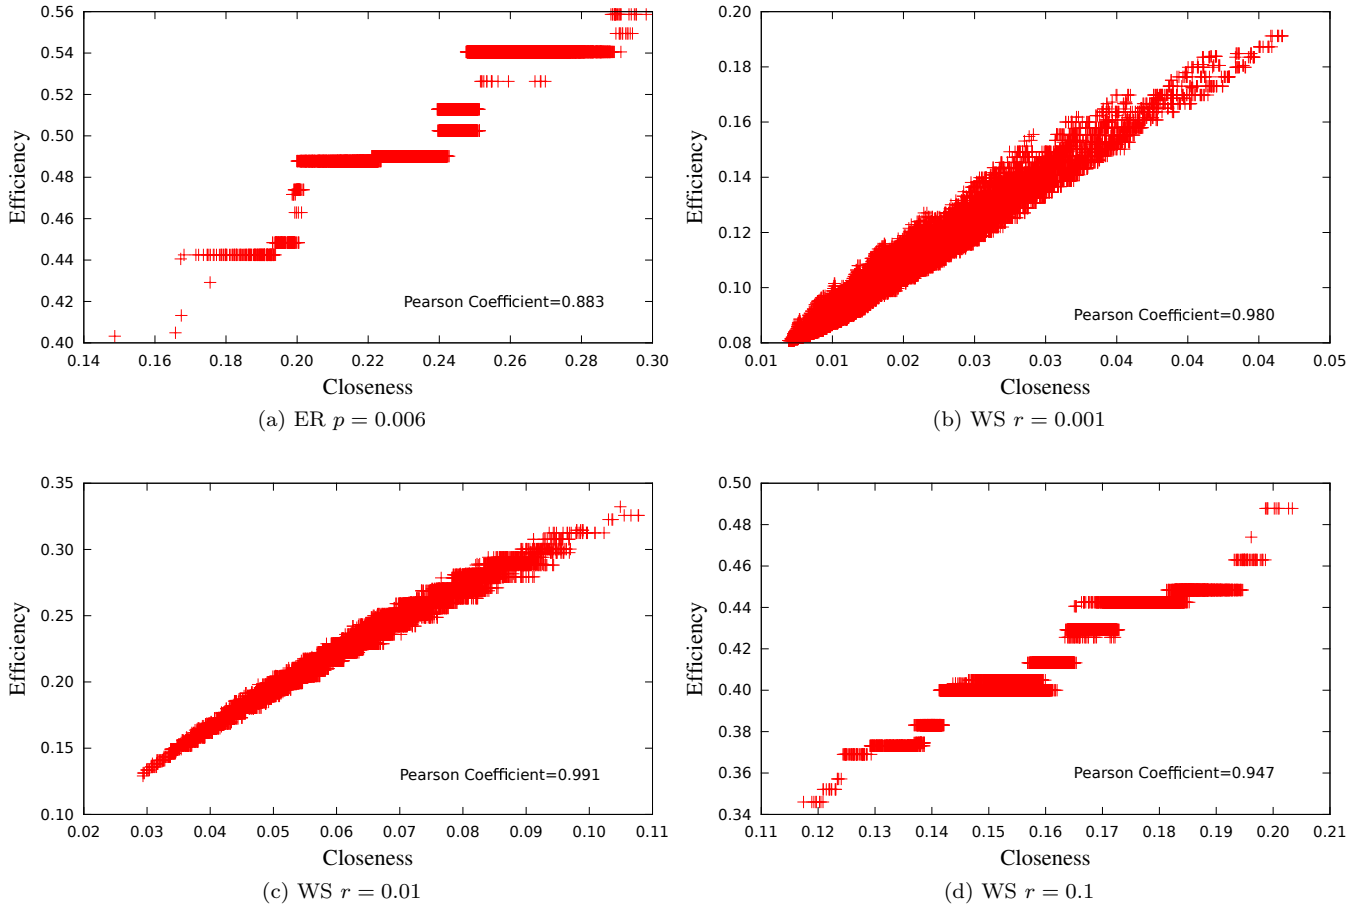 0.56
0.54
0.52
0.50
0.48
0.46
0.44
0.42
0.40
Efficiency
Pearson Coefficient=0.883
0.14 0.16 0.18 0.20 0.22 0.24 0.26 0.28 0.30
Closeness
(a) ER p = 0.006
0.20
0.18
0.16
0.14
0.12
0.10
0.08
Efficiency
Pearson Coefficient=0.980
0.01 0.01 0.02 0.03 0.03 0.04 0.04 0.04 0.05
Closeness
(b) WS r = 0.001
0.35
0.30
0.25
0.20
0.15
0.10
Efficiency
Pearson Coefficient=0.991
0.02 0.03 0.04 0.05 0.06 0.07 0.08 0.09 0.10 0.11
Closeness
(c) WS r = 0.01
0.50
0.48
0.46
0.44
0.42
0.40
0.38
0.36
0.34
Efficiency
Pearson Coefficient=0.947
0.11 0.12 0.13 0.14 0.15 0.16 0.17 0.18 0.19 0.20 0.21
Closeness
(d) WS r = 0.1